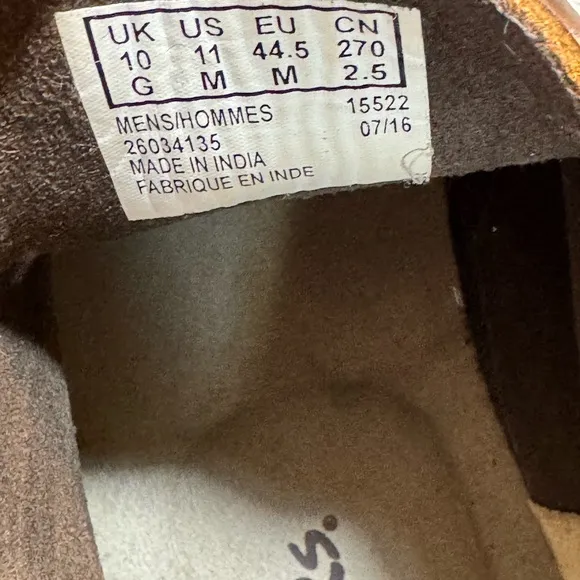 UK US EU CN
10 11 44.5 270
G M M 2.5
MENS/HOMMES 15522
26034135 07/16
MADE IN INDIA
FABRIQUE EN INDE